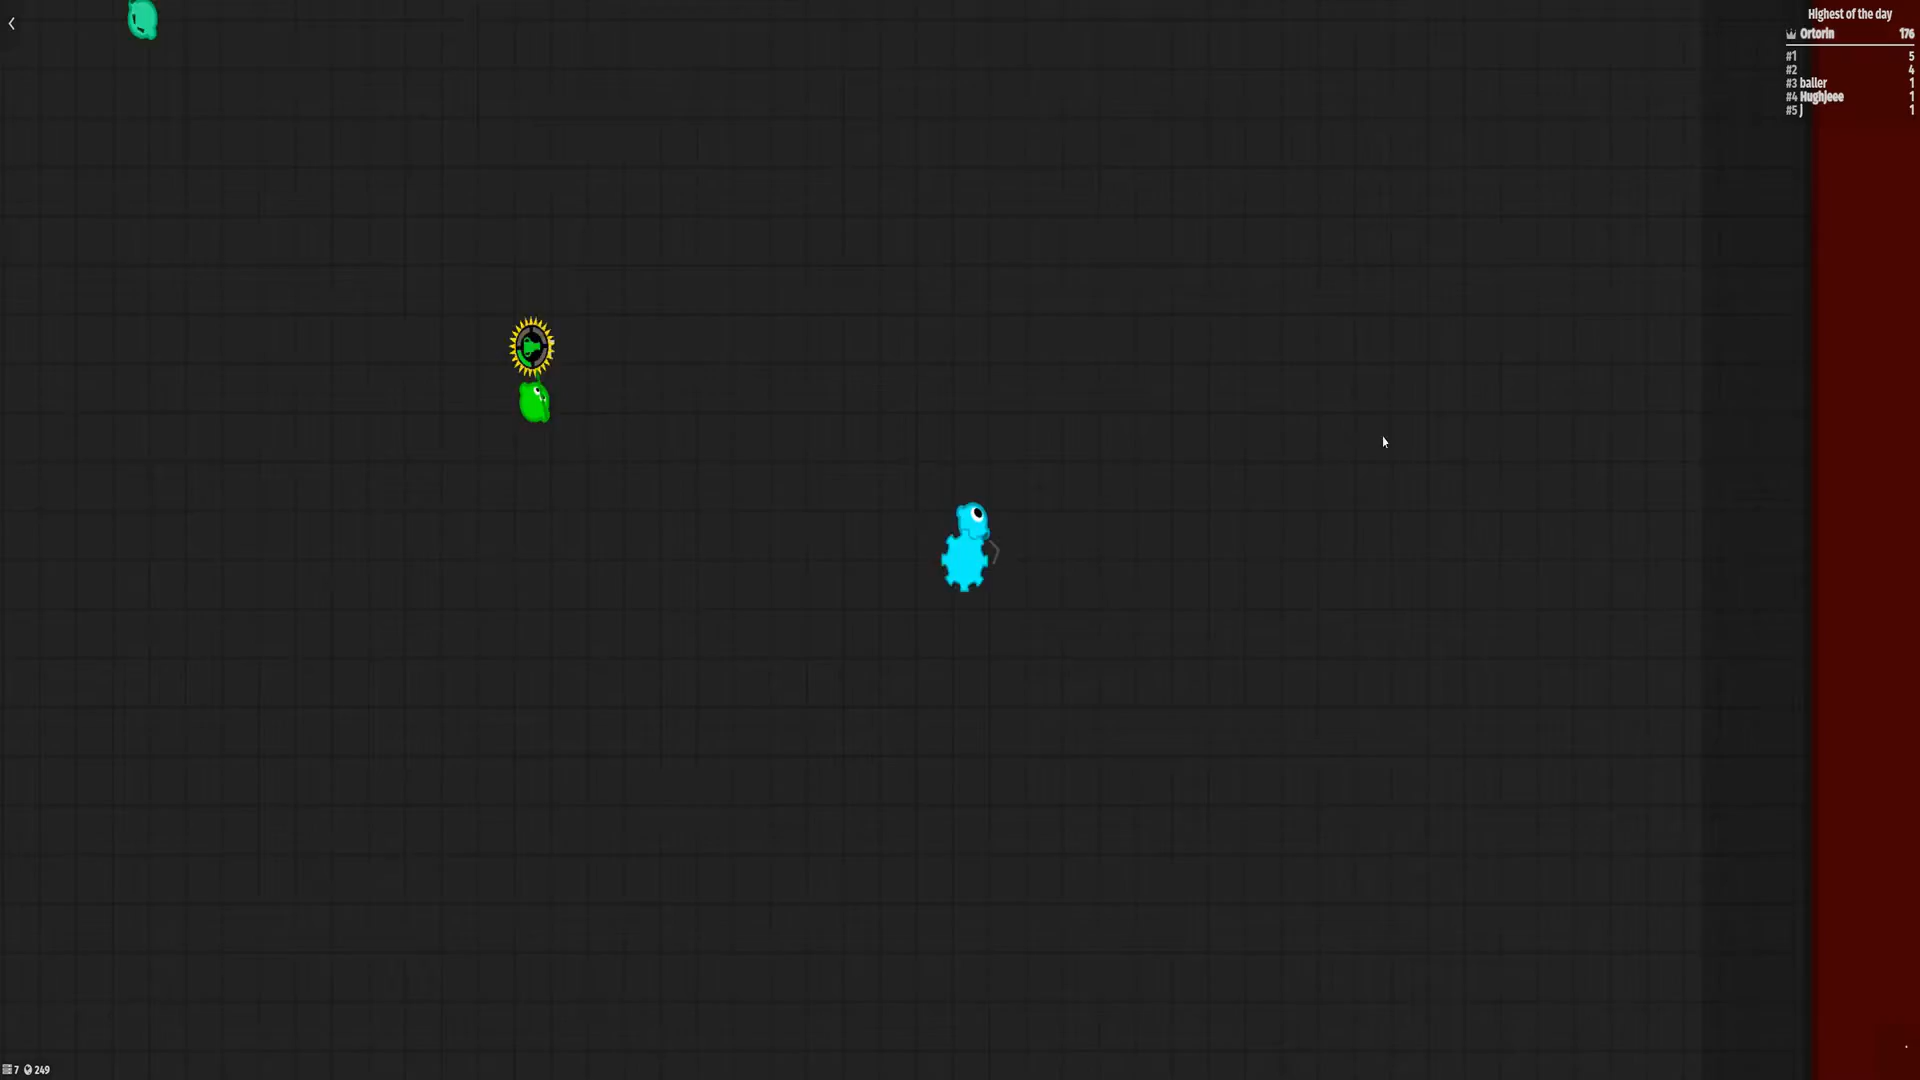 Highest of the day
Ortorin 176
#1 5
#2 4
#3 baller 1
#4 Hughjeee 1
#5 j 1
7 249